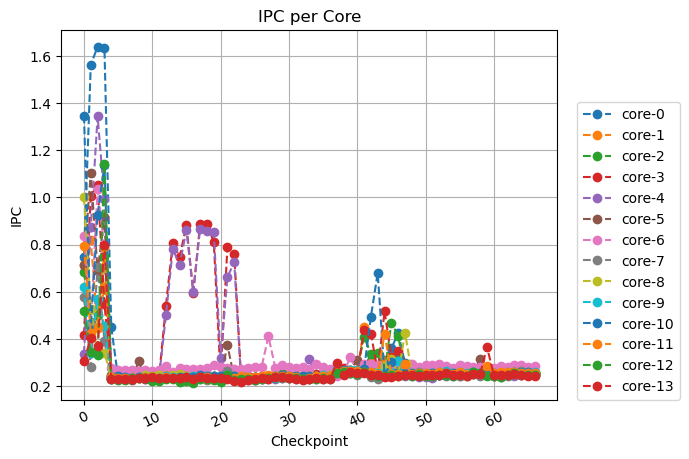 IPC per Core
IPC
1.6
1.4
1.2
1.0
0.8
0.6
0.4
0.2
0
10
20
30
40
50
60
Checkpoint
core-0
core-1
core-2
core-3
core-4
core-5
core-6
core-7
core-8
core-9
core-10
core-11
core-12
core-13